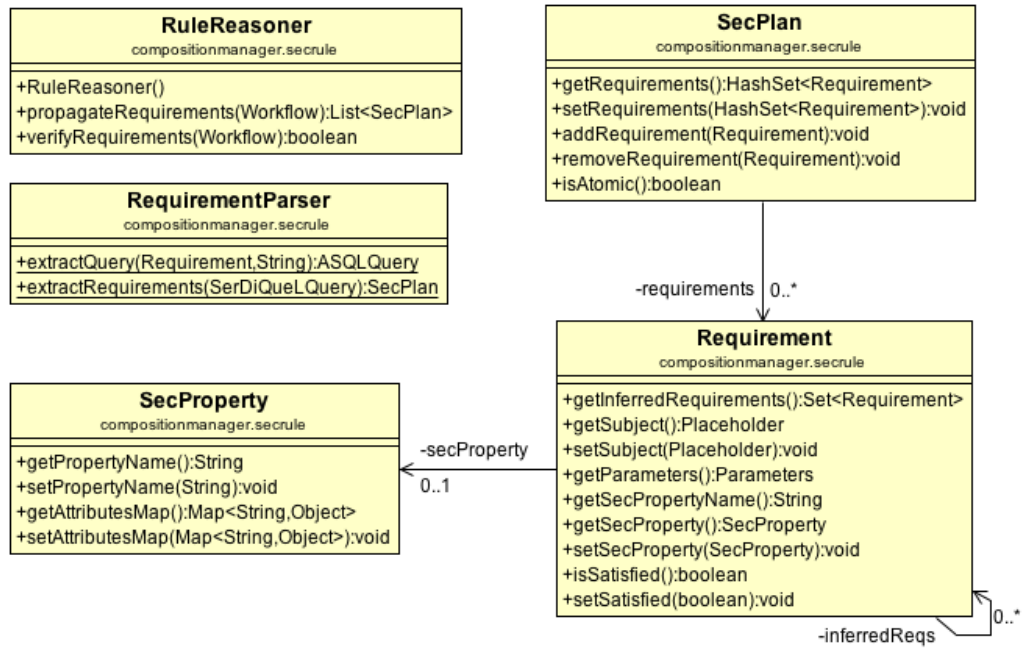 RuleReasoner
compositionmanager.secrule
+RuleReasoner()
+propagateRequirements(Workflow):List<SecPlan>
+verifyRequirements(Workflow):boolean
SecPlan
compositionmanager.secrule
+getRequirements():HashSet<Requirement>
+setRequirements(HashSet<Requirement>):void
+addRequirement(Requirement):void
+removeRequirement(Requirement):void
+isAtomic():boolean
RequirementParser
compositionmanager.secrule
+extractQuery(Requirement,String):ASQLQuery
+extractRequirements(SerDiQueLQuery):SecPlan
-requirements 0..*
Requirement
compositionmanager.secrule
+getInferredRequirements():Set<Requirement>
+getSubject():Placeholder
+setSubject(Placeholder):void
+getParameters():Parameters
+getSecPropertyName():String
+getSecProperty():SecProperty
+setSecProperty(SecProperty):void
+isSatisfied():boolean
+setSatisfied(boolean):void
SecProperty
compositionmanager.secrule
+getPropertyName():String
+setPropertyName(String):void
+getAttributesMap():Map<String,Object>
+setAttributesMap(Map<String,Object>):void
-secProperty
0..1
0..*
-inferredReqs